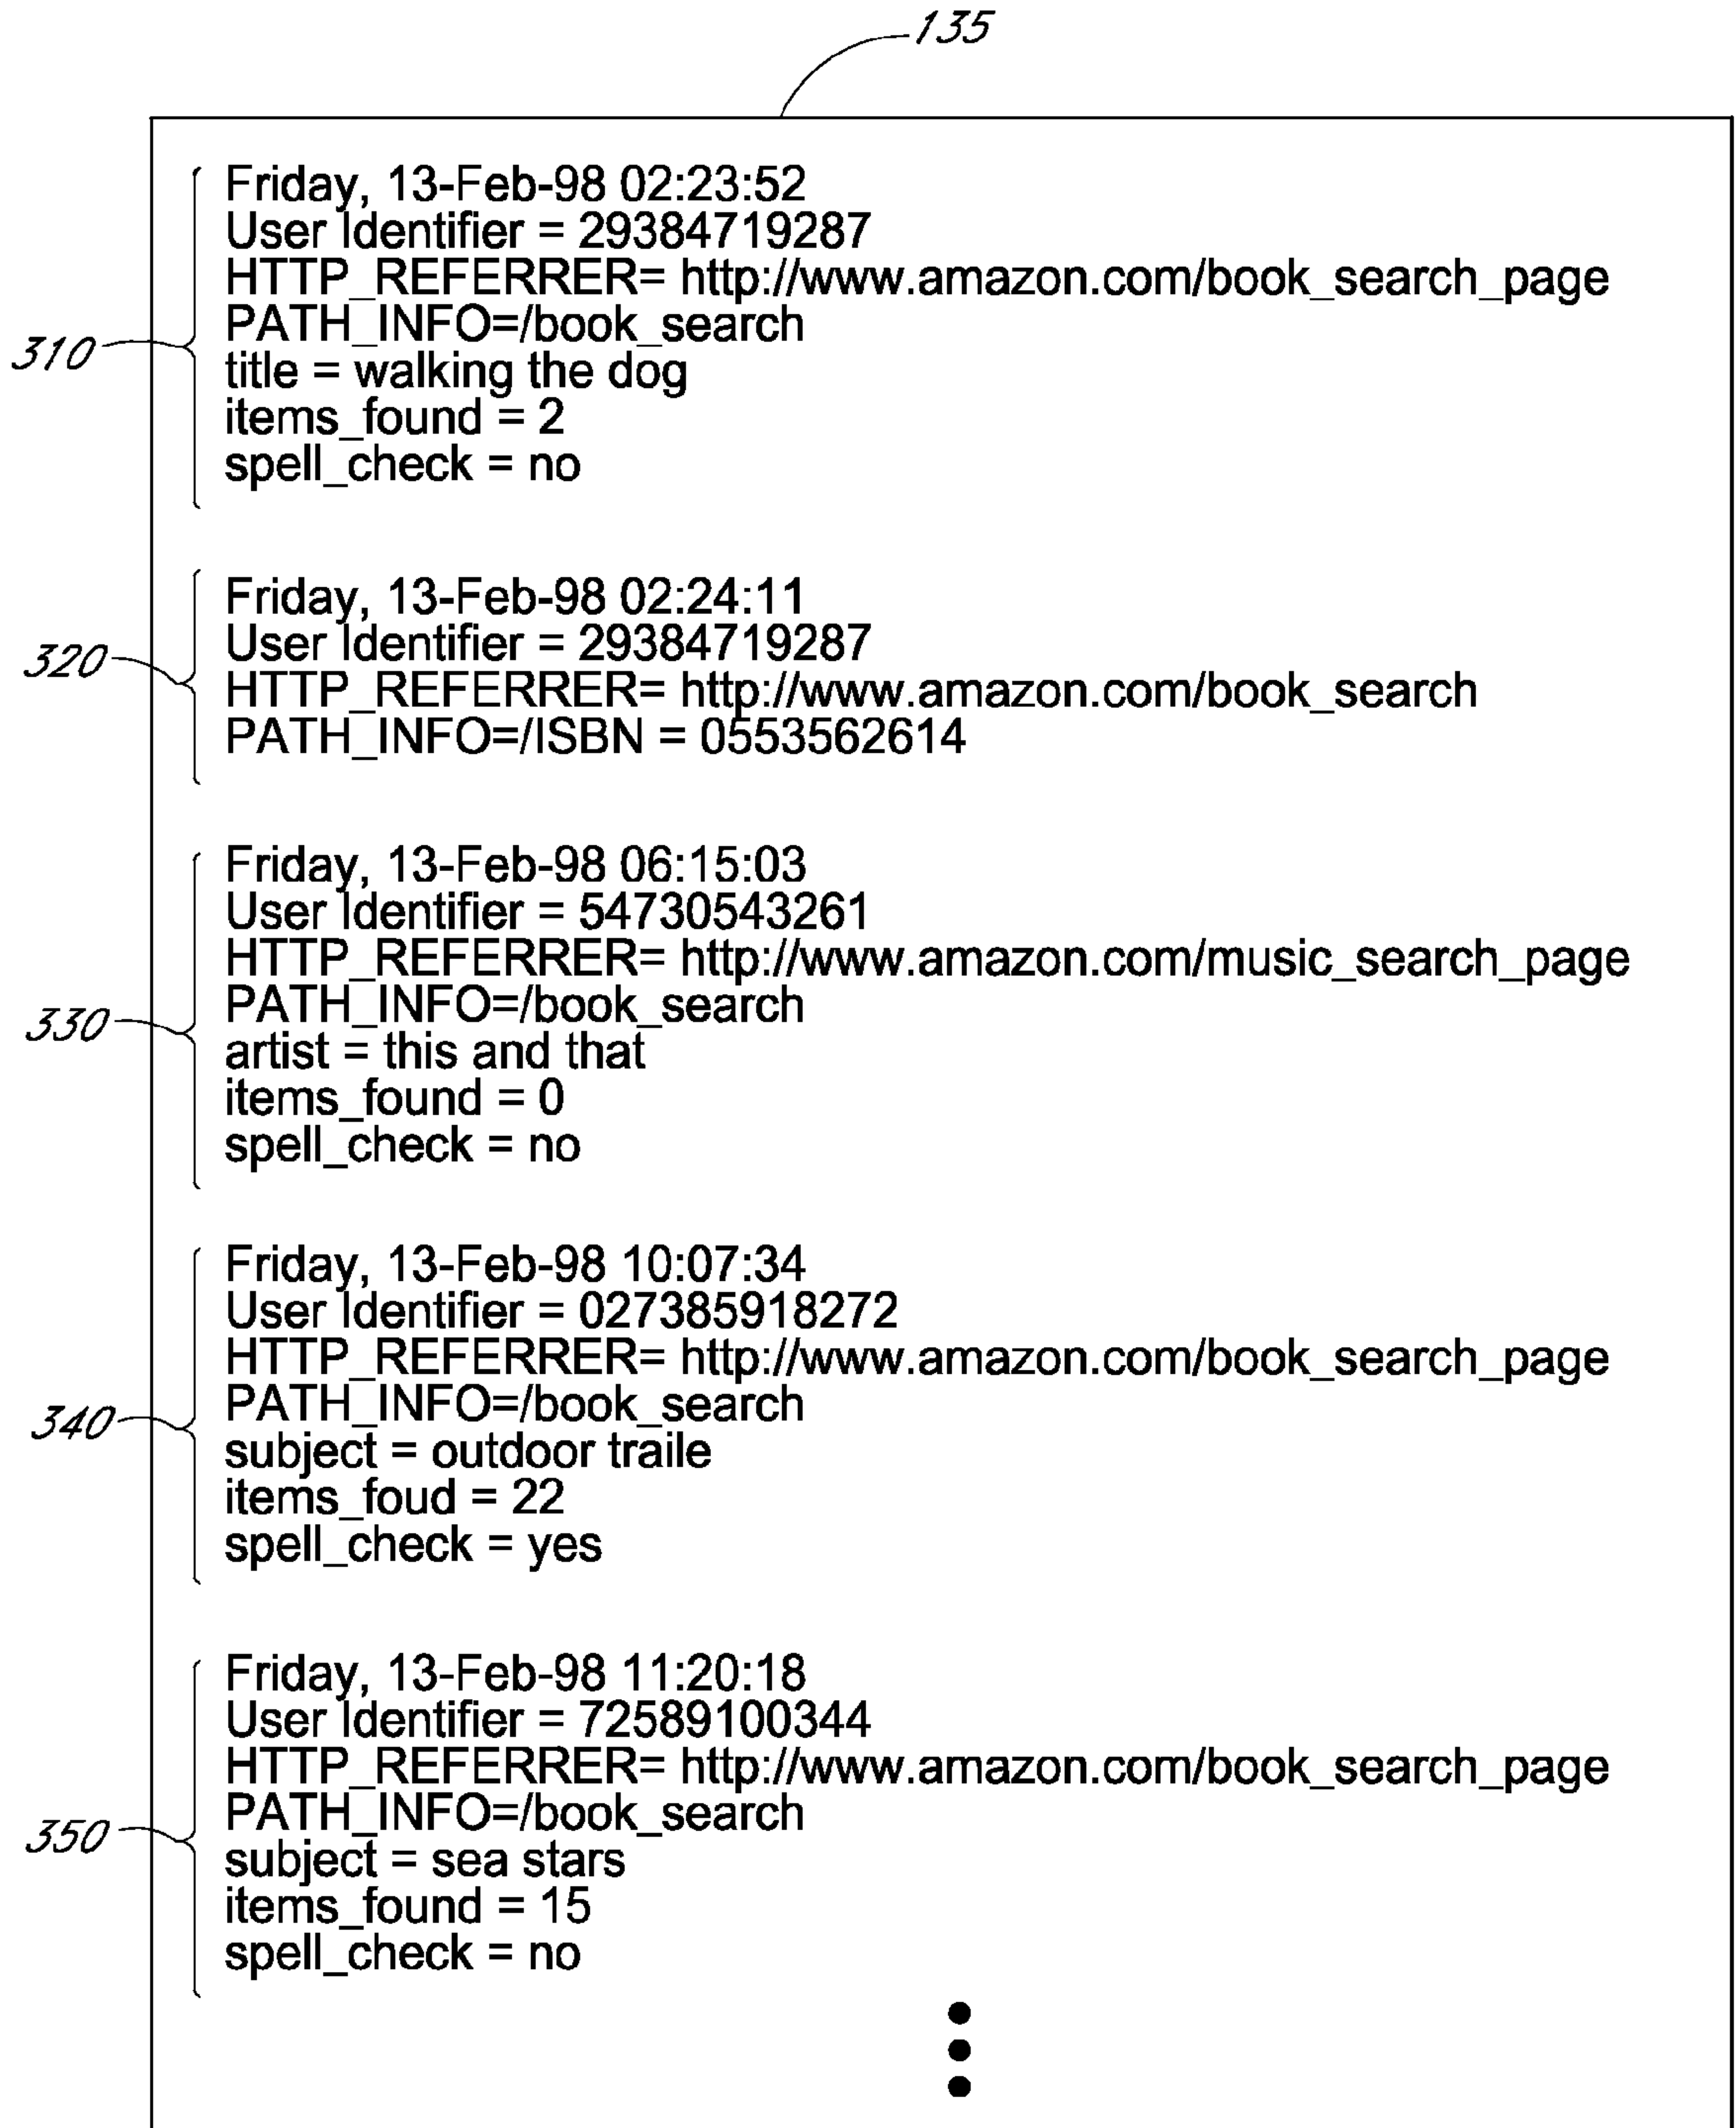 135
310
Friday, 13-Feb-98 02:23:52
User Identifier = 29384719287
HTTP_REFERRER= http://www.amazon.com/book_search_page
PATH_INFO=/book_search
title = walking the dog
items_found = 2
spell_check = no
320
Friday, 13-Feb-98 02:24:11
User Identifier = 29384719287
HTTP_REFERRER= http://www.amazon.com/book_search
PATH_INFO=/ISBN = 0553562614
330
Friday, 13-Feb-98 06:15:03
User Identifier = 54730543261
HTTP_REFERRER= http://www.amazon.com/music_search_page
PATH_INFO=/book_search
artist = this and that
items_found = 0
spell_check = no
340
Friday, 13-Feb-98 10:07:34
User Identifier = 027385918272
HTTP_REFERRER= http://www.amazon.com/book_search_page
PATH_INFO=/book_search
subject = outdoor traile
items_foud = 22
spell_check = yes
350
Friday, 13-Feb-98 11:20:18
User Identifier = 72589100344
HTTP_REFERRER= http://www.amazon.com/book_search_page
PATH_INFO=/book_search
subject = sea stars
items_found = 15
spell_check = no